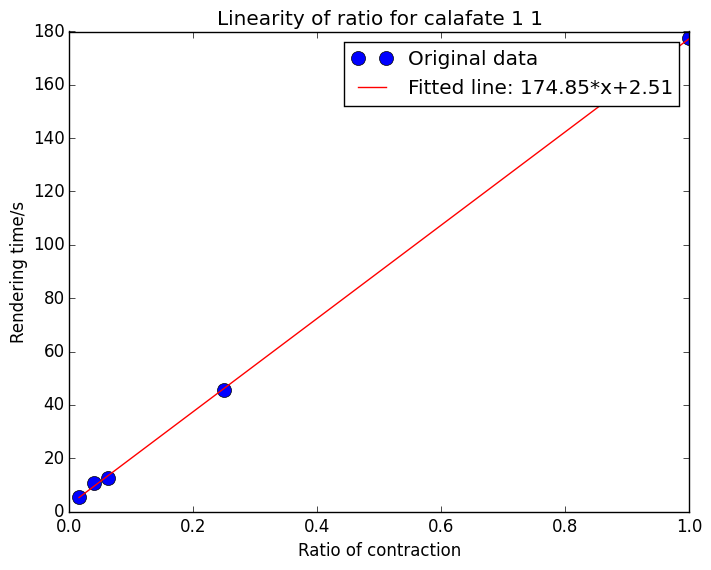 Linearity of ratio for calafate 1 1
180
160
140
120
100
80
60
40
20
0
Rendering time/s
Original data
Fitted line: 174.85*x+2.51
0.0 0.2 0.4 0.6 0.8 1.0
Ratio of contraction